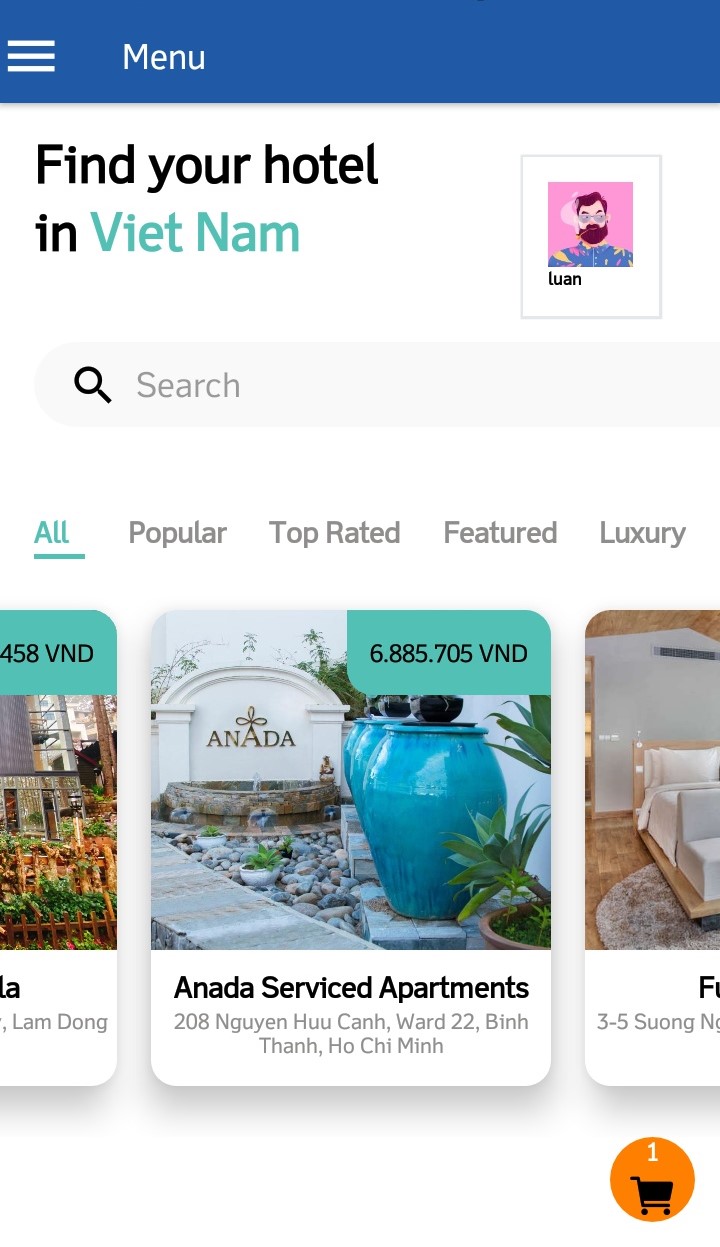 Menu
Find your hotel
in Viet Nam
luan
Search
All Popular Top Rated Featured Luxury
458 VND
6.885.705 VND
ANADA
la
, Lam Dong
Anada Serviced Apartments
208 Nguyen Huu Canh, Ward 22, Binh
Thanh, Ho Chi Minh
Fu
3-5 Suong Ng
1